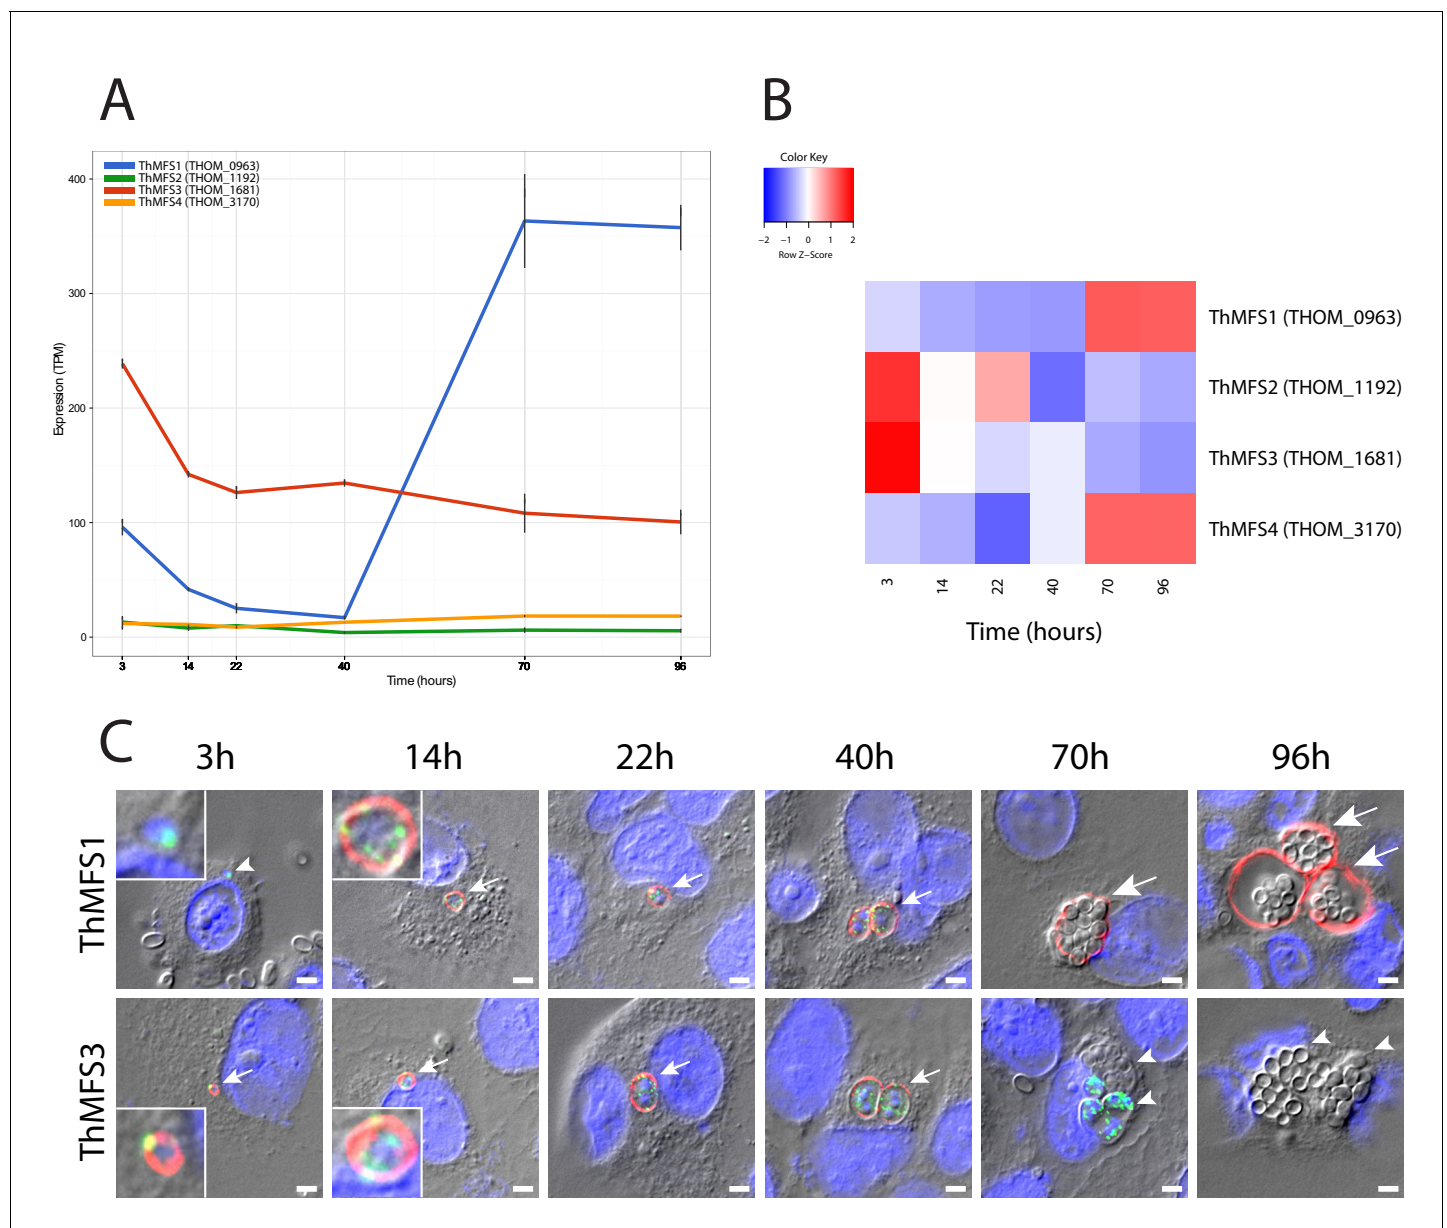 A
ThMFS1 (THOM_0963)
ThMFS2 (THOM_1192)
ThMFS3 (THOM_1681)
ThMFS4 (THOM_3170)
400
300
200
100
0
Expression (TPM)
3 14 22 40 70 96
Time (hours)
B
Color Key
−2 −1 0 1 2
Row Z−Score
ThMFS1 (THOM_0963)
ThMFS2 (THOM_1192)
ThMFS3 (THOM_1681)
ThMFS4 (THOM_3170)
3 14 22 40 70 96
Time (hours)
C
3h 14h 22h 40h 70h 96h
ThMFS1
ThMFS3